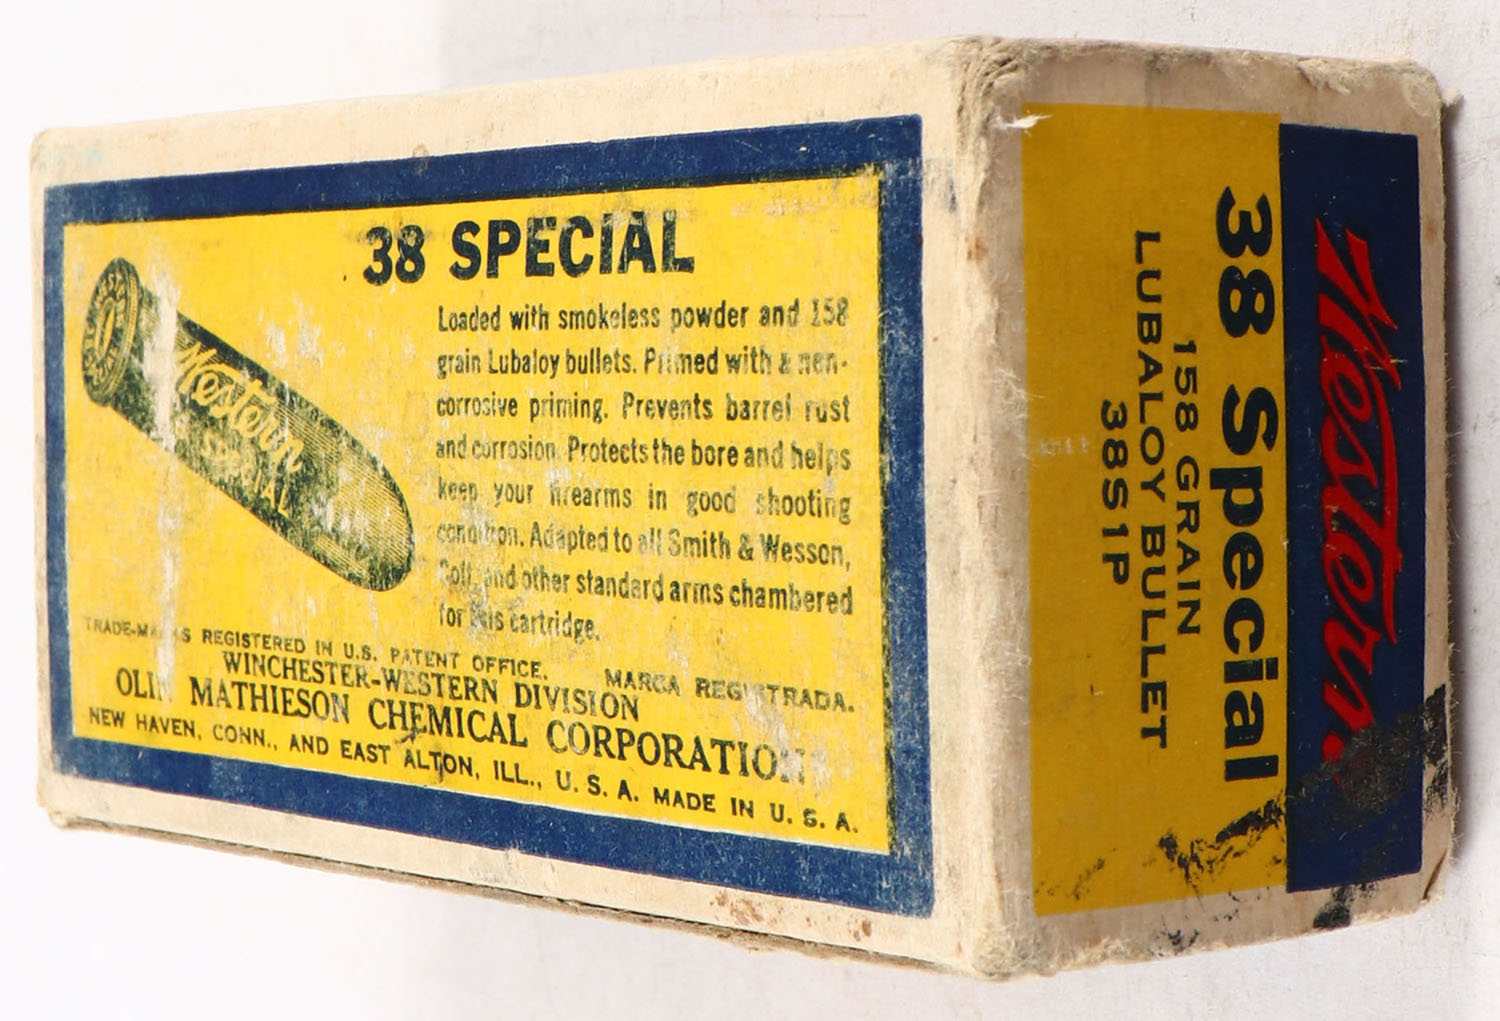 38 SPECIAL
Loaded with smokeless powder and 158
grain Lubaloy bullets. Primed with a non-
corrosive priming. Prevents barrel rust
and corrosion. Protects the bore and helps
keep your firearms in good shooting
condition. Adapted to all Smith & Wesson,
Colt, and other standard arms chambered
for this cartridge.
WESTERN
Western
38 SPECIAL
TRADE-MARKS REGISTERED IN U.S. PATENT OFFICE. MARCA REGISTRADA.
WINCHESTER-WESTERN DIVISION
OLIN MATHIESON CHEMICAL CORPORATION
NEW HAVEN, CONN., AND EAST ALTON, ILL., U. S. A. MADE IN U. S. A.
Western
38 Special
158 GRAIN
LUBALOY BULLET
38S1P